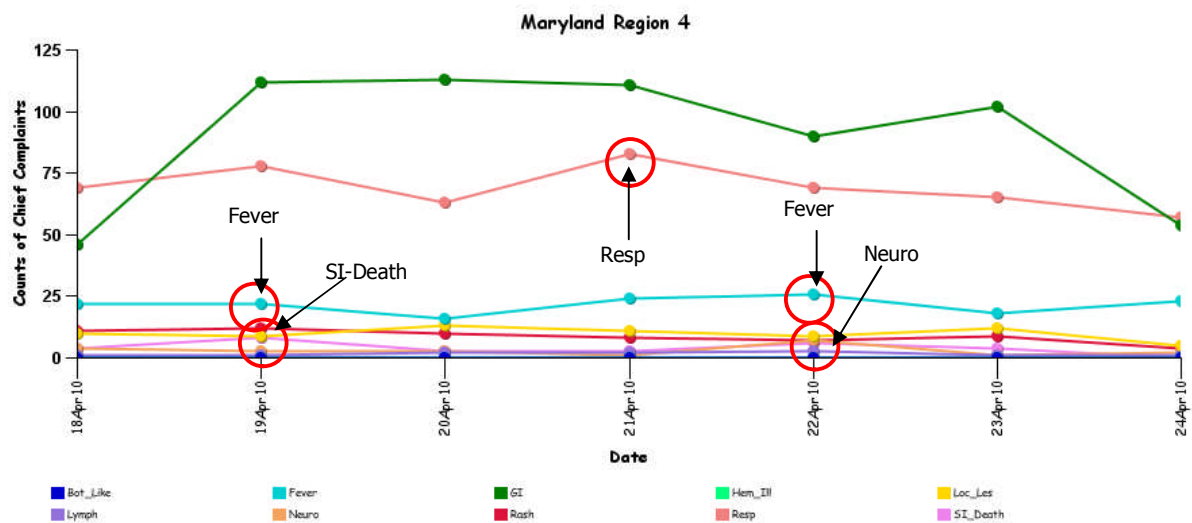 Maryland Region 4
Counts of Chief Complaints
125
100
75
50
25
0
Fever
SI-Death
Resp
Fever
Neuro
18Apr10
19Apr10
20Apr10
21Apr10
22Apr10
23Apr10
24Apr10
Date
Bot_Like Fever GI Hem_Ill Loc_Les
Lymph Neuro Rash Resp SI_Death